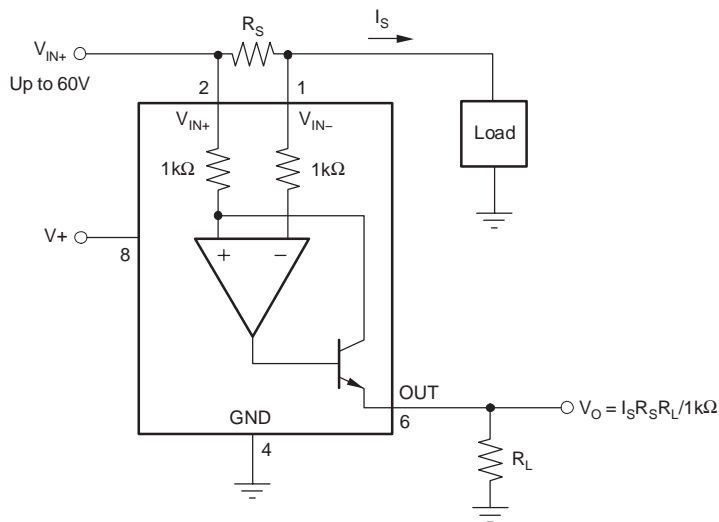 V_IN+
R_S
I_S
Up to 60V
2
1
V_IN+
V_IN−
Load
1kΩ
1kΩ
V+
8
+
−
OUT
GND
6
V_O = I_SR_SR_L/1kΩ
4
R_L